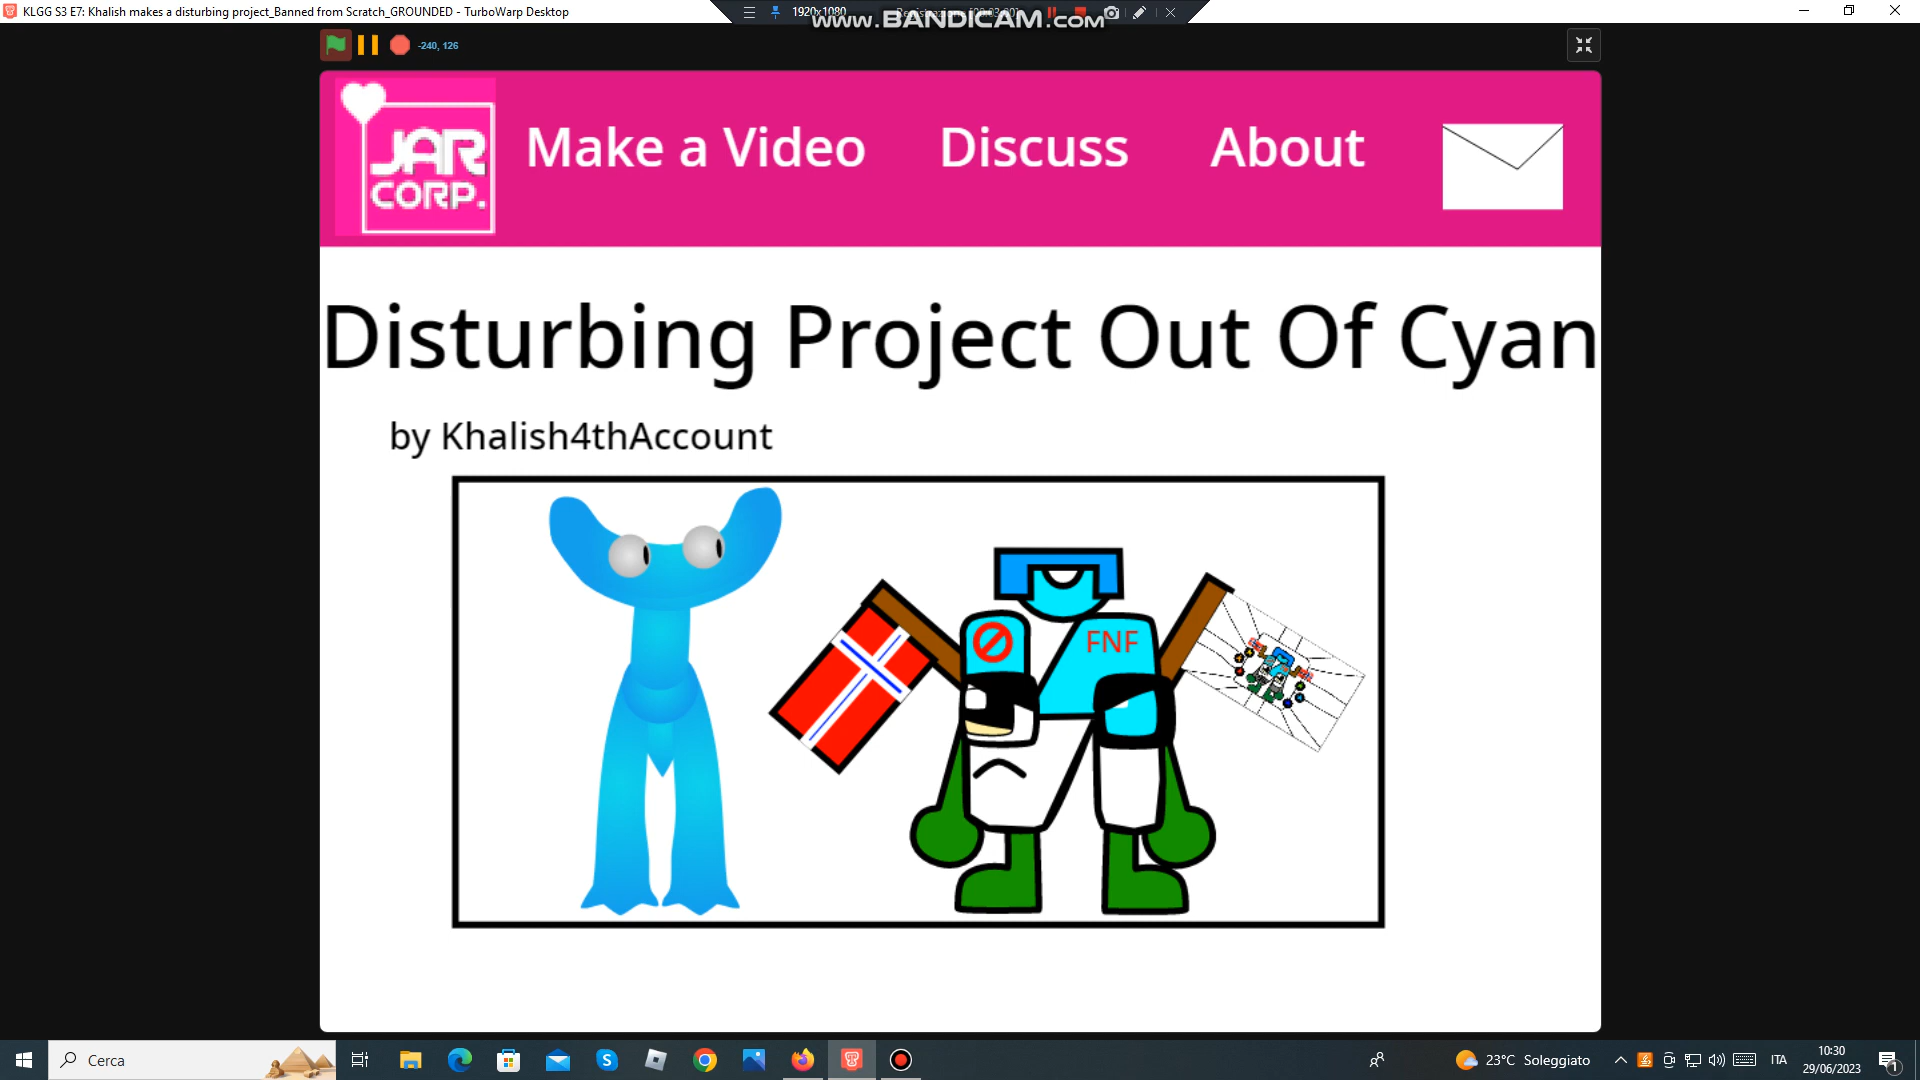 KLGG S3 E7: Khalish makes a disturbing project_Banned from Scratch_GROUNDED - TurboWarp Desktop
1920x1080
www.BANDICAM.com
-240, 126
JAR
CORP.
Make a Video
Discuss
About
Disturbing Project Out Of Cyan
by Khalish4thAccount
FNF
Cerca
23°C Soleggiato
ITA
10:30
29/06/2023
1